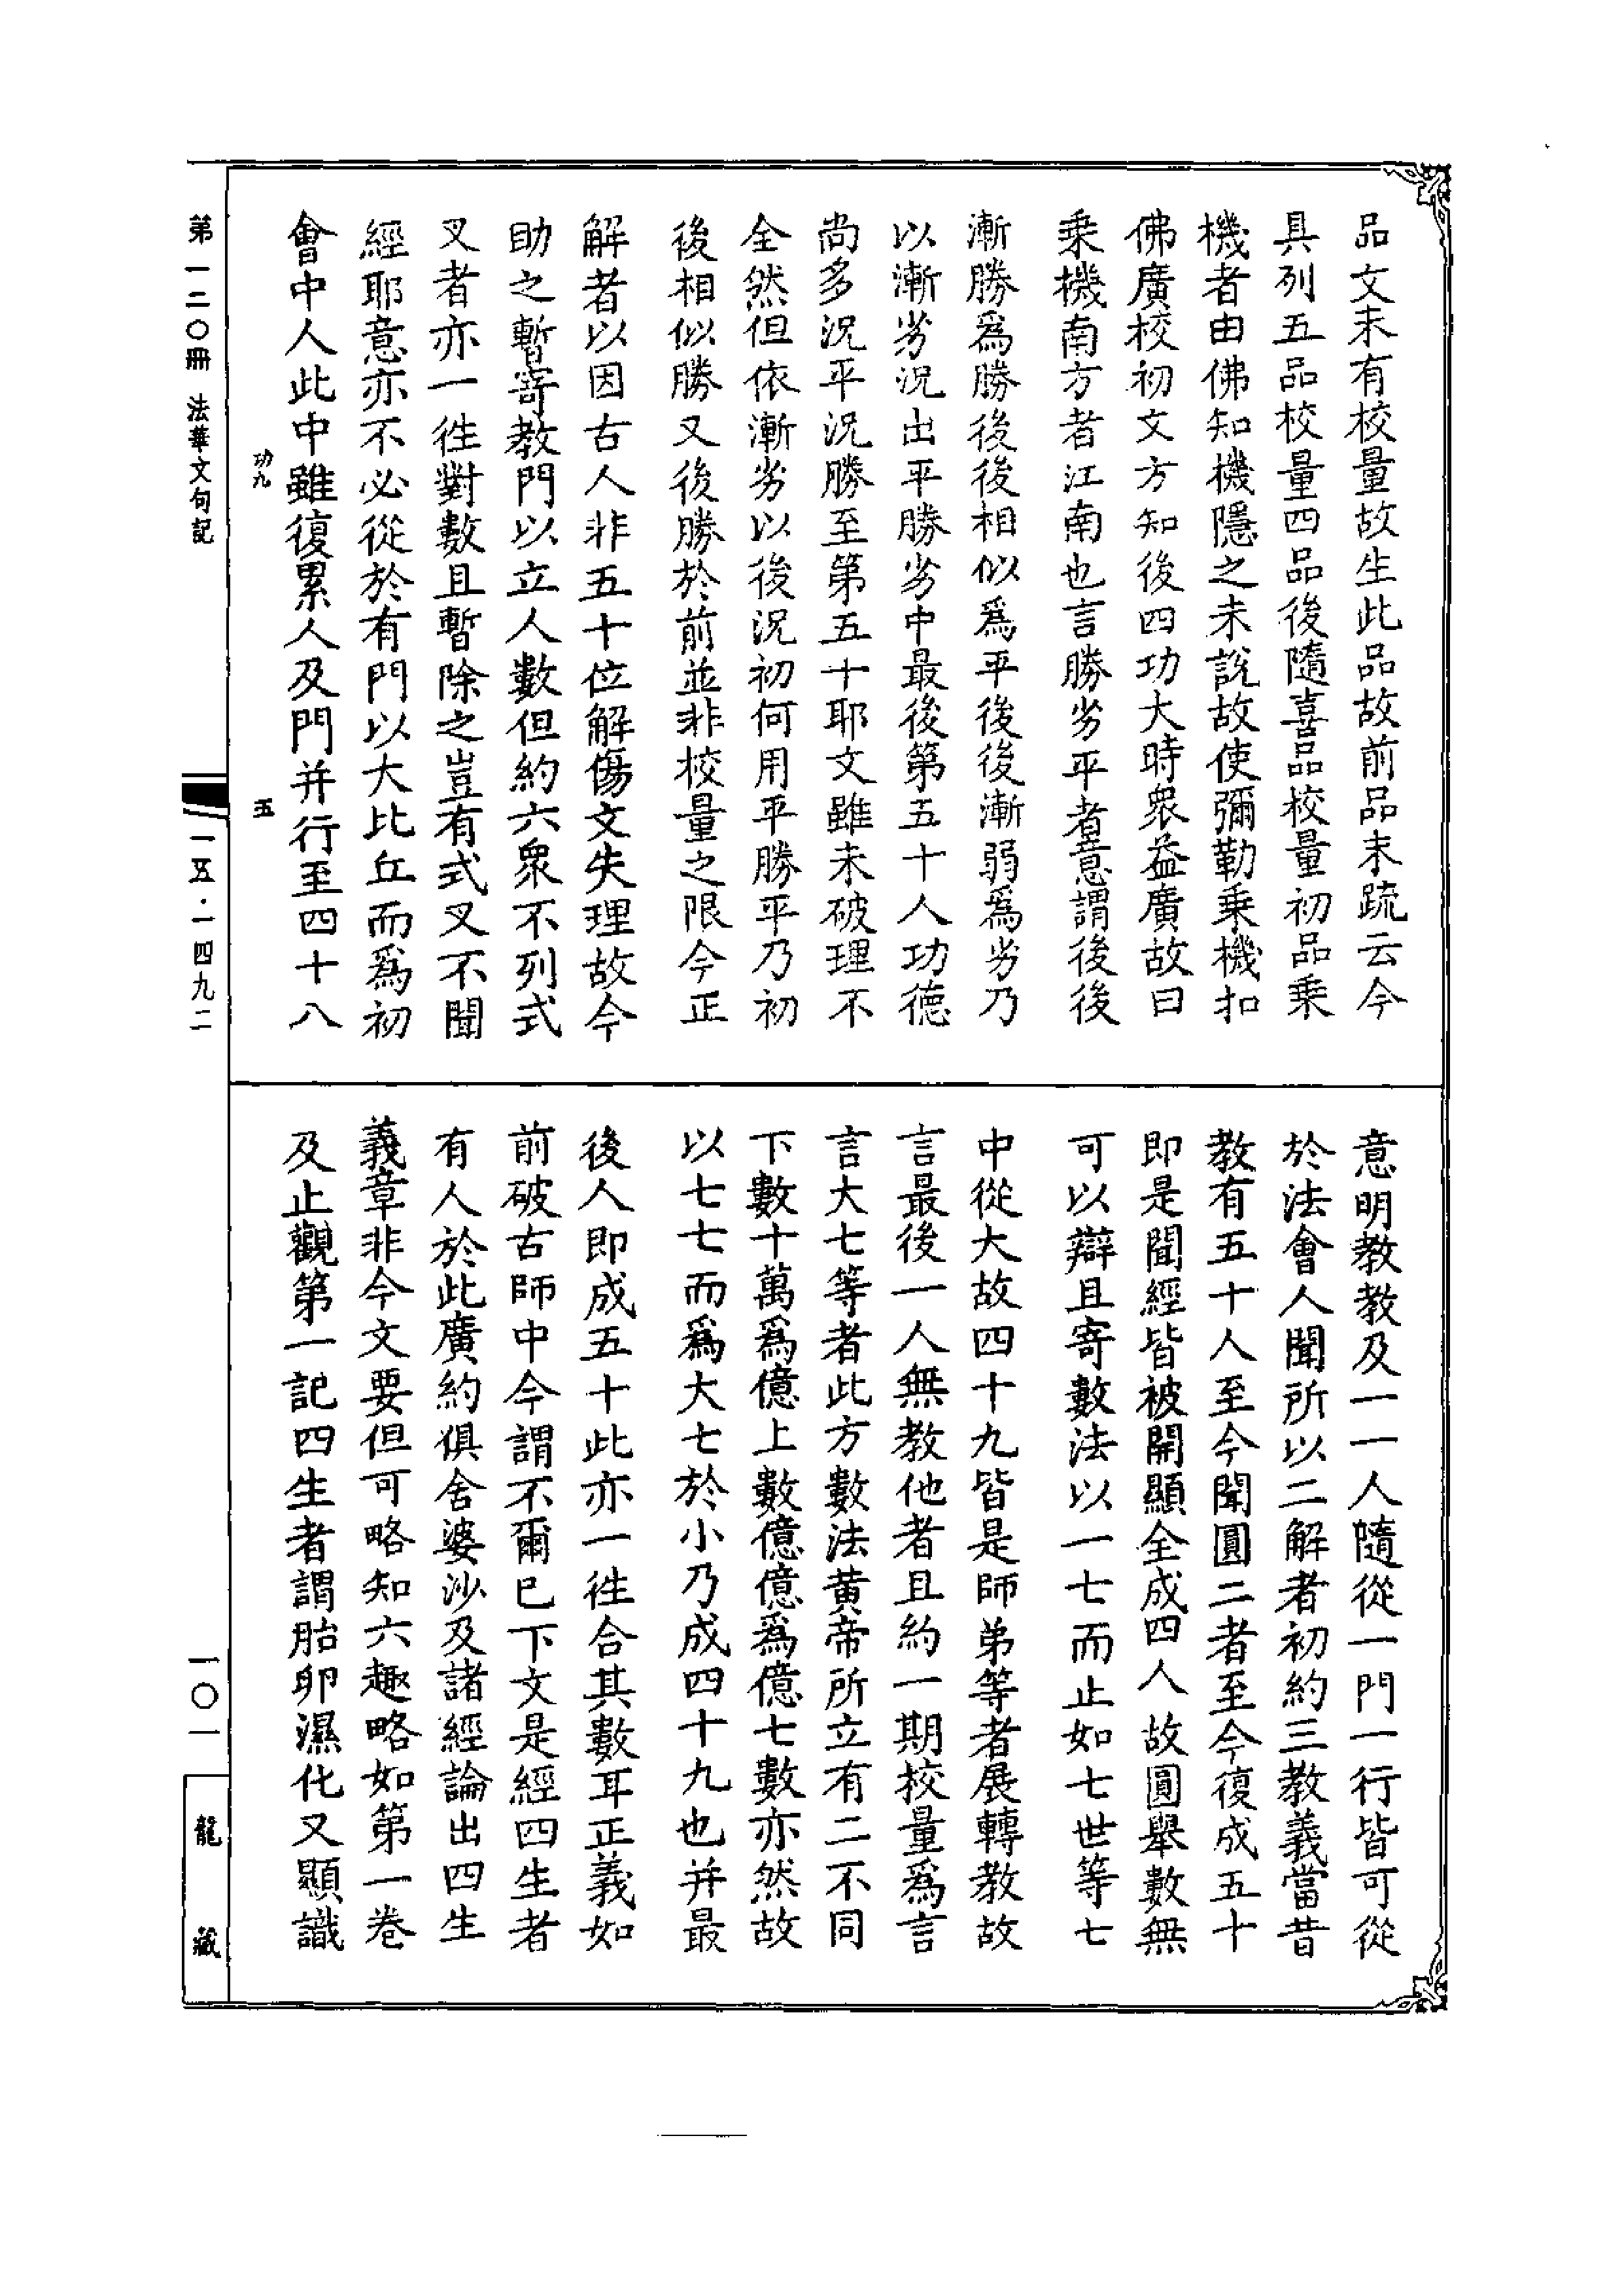 品文末有校量故生此品故前品末疏云今
具列五品校量四品後隨喜品校量初品乘
機者由佛知機隱之未說故使彌勒乘機扣
佛廣校初文方知後四功大時衆益廣故曰
乘機南方者江南也言勝劣平者意謂後後
漸勝爲勝後後相似爲平後後漸弱爲劣乃
以漸劣況出平勝劣中最後第五十人功德
尚多況平況勝至第五十耶文雖未破理不
全然但依漸劣以後況初何用平勝平乃初
後相似勝又後勝於前並非校量之限今正
解者以因古人非五十位解傷文失理故今
助之暫寄教門以立人數但約六衆不列式
叉者亦一徃對數且暫除之豈有式叉不聞
經耶意亦不必從於有門以大比丘而爲初
會中人此中雖復累人及門并行至四十八
意明教教及一一人隨從一門一行皆可從
於法會人聞所以二解者初約三教義當昔
教有五十人至今聞圓二者至今復成五十
即是聞經皆被開顯全成四人故圓舉數無
可以辯且寄數法以一七而止如七世等七
中從大故四十九皆是師弟等者展轉教故
言最後一人無教他者且約一期校量爲言
言大七等者此方數法黄帝所立有二不同
下數十萬爲億上數億億爲億七數亦然故
以七七而爲大七於小乃成四十九也并最
後人即成五十此亦一徃合其數耳正義如
前破古師中今謂不爾巳下文是經四生者
有人於此廣約俱舍婆沙及諸經論出四生
義章非今文要但可略知六趣略如第一卷
及止觀第一記四生者謂胎卵濕化又顯識
功九
五
第一二〇冊 法華文句記
一五·一四九二
一〇一
龍藏